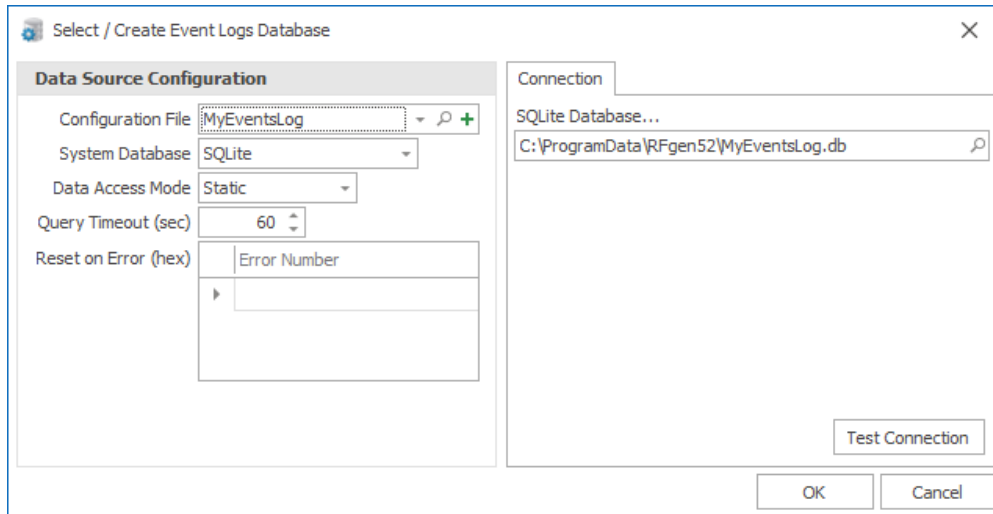 Select / Create Event Logs Database
Data Source Configuration
Configuration File MyEventsLog
System Database SQLite
Data Access Mode Static
Query Timeout (sec) 60
Reset on Error (hex) Error Number
Connection
SQLite Database...
C:\ProgramData\RFgen52\MyEventsLog.db
Test Connection
OK Cancel